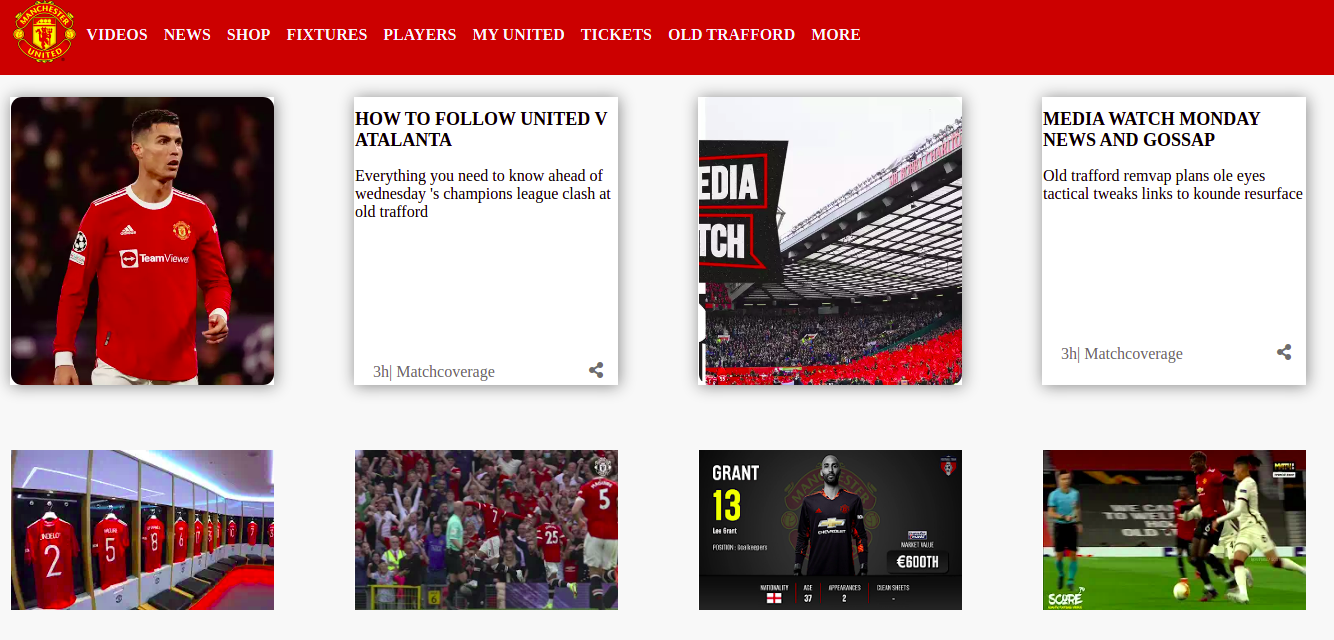 MANCHESTER
UNITED
VIDEOS NEWS SHOP FIXTURES PLAYERS MY UNITED TICKETS OLD TRAFFORD MORE
TeamViewer
HOW TO FOLLOW UNITED V
ATALANTA
Everything you need to know ahead of
wednesday 's champions league clash at
old trafford
3h| Matchcoverage
EDIA
TCH
MEDIA WATCH MONDAY
NEWS AND GOSSAP
Old trafford remvap plans ole eyes
tactical tweaks links to kounde resurface
3h| Matchcoverage
2
5
8
6
7
25
5
6
GRANT
13
Lee Grant
POSITION : Goalkeepers
CHEVROLET
MARKET VALUE
€600TH
NATIONALITY
AGE
37
APPEARANCES
2
CLEAN SHEETS
-
6
SCORE